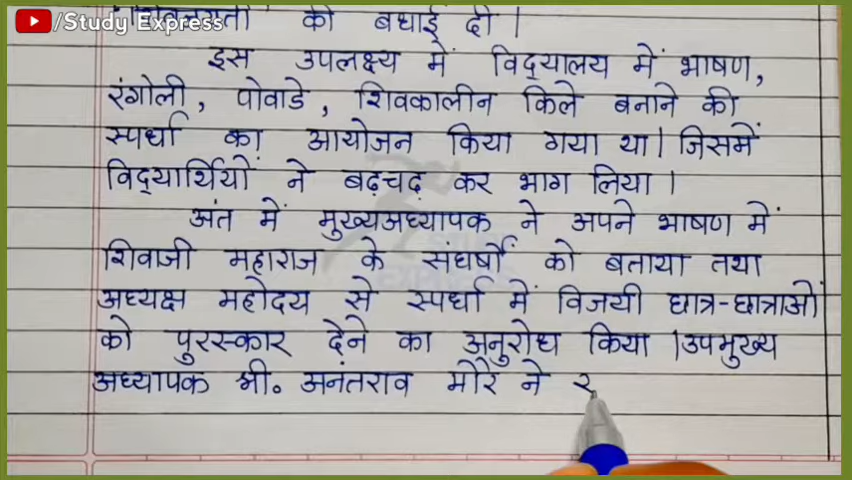 /Study Express
को बधाई दी |
इस उपलक्ष्य में विद्‌यालय में भाषण,
रंगोली, पोवाडे, शिवकालीन किले बनाने की
स्पर्धा का आयोजन किया गया था | जिसमें
विद्‌यार्थियों ने बढ़चढ़ कर भाग लिया |
अंत में मुख्यअध्यापक ने अपने भाषण में
शिवाजी महाराज के संघर्षों को बताया तथा
अध्यक्ष महोदय से स्पर्धा में विजयी छात्र-छात्राओं
को पुरस्कार देने का अनुरोध किया | उपमुख्य
अध्यापक श्री. अनंतराव मोरे ने